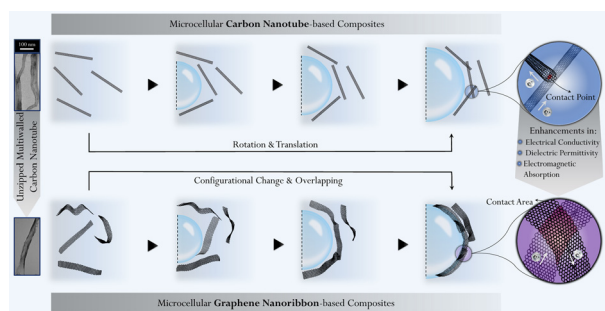 Microcellular Carbon Nanotube-based Composites
100 nm
Unzipped Multiwalled
Carbon Nanotube
Contact Point
e-
e-
Rotation & Translation
Enhancements in:
Electrical Conductivity
Dielectric Permittivity
Electromagnetic
Absorption
Configurational Change & Overlapping
Contact Area
e-
e-
Microcellular Graphene Nanoribbon-based Composites